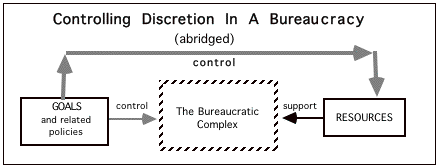 Controlling Discretion In A Bureaucracy
(abridged)
control
GOALS
and related
policies
control
The Bureaucratic
Complex
support
RESOURCES